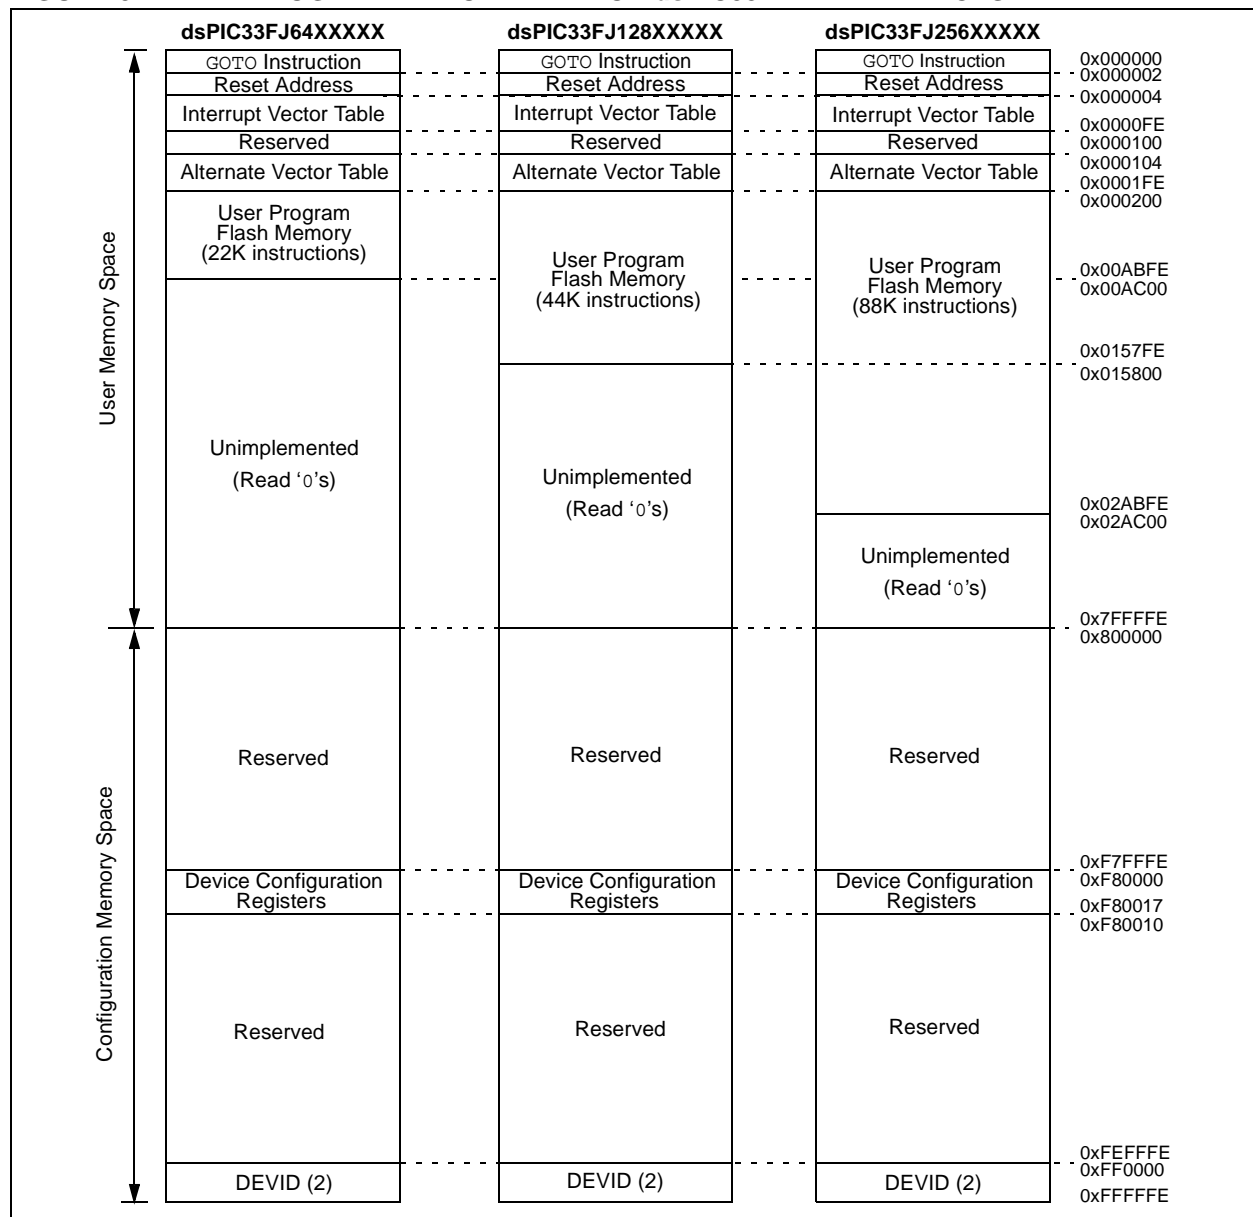 dsPIC33FJ64XXXXX
dsPIC33FJ128XXXXX
dsPIC33FJ256XXXXX
GOTO Instruction
Reset Address
Interrupt Vector Table
Reserved
Alternate Vector Table
User Program
Flash Memory
(22K instructions)
Unimplemented
(Read ‘0’s)
Reserved
Device Configuration
Registers
Reserved
DEVID (2)
GOTO Instruction
Reset Address
Interrupt Vector Table
Reserved
Alternate Vector Table
User Program
Flash Memory
(44K instructions)
Unimplemented
(Read ‘0’s)
Reserved
Device Configuration
Registers
Reserved
DEVID (2)
GOTO Instruction
Reset Address
Interrupt Vector Table
Reserved
Alternate Vector Table
User Program
Flash Memory
(88K instructions)
Unimplemented
(Read ‘0’s)
Reserved
Device Configuration
Registers
Reserved
DEVID (2)
0x000000
0x000002
0x000004
0x0000FE
0x000100
0x000104
0x0001FE
0x000200
0x00ABFE
0x00AC00
0x0157FE
0x015800
0x02ABFE
0x02AC00
0x7FFFFE
0x800000
0xF7FFFE
0xF80000
0xF80017
0xF80010
0xFEFFFE
0xFF0000
0xFFFFFE
User Memory Space
Configuration Memory Space